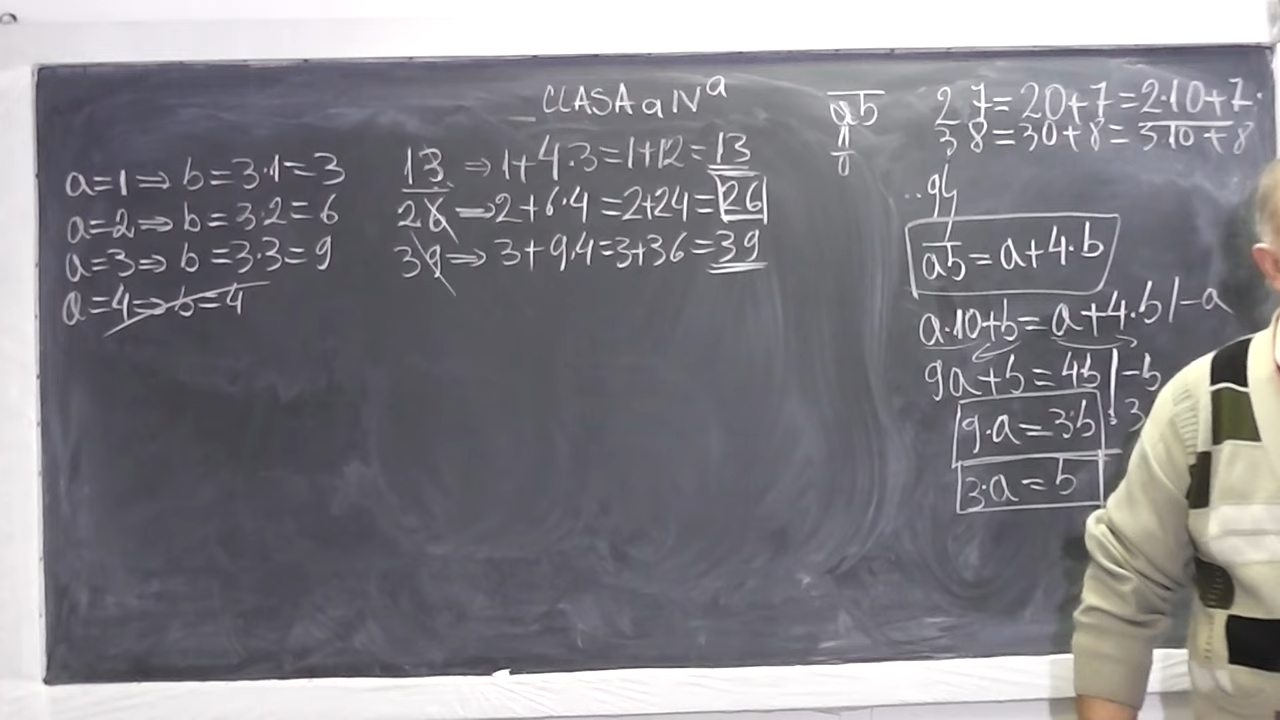 CLASA a IVᵃ
a=1⇒ b=3·1=3
a=2⇒ b=3·2=6
a=3⇒ b=3·3=9
a=4⇒ b=4
13 ⇒1+4·3=1+12=13
26 ⇒2+6·4=2+24=26
39⇒ 3+9·4=3+36=39
ab
27=20+7=2·10+7·
38=30+8=3·10+8
ab=a+4·b
a·10+b=a+4·b|-a
9a+b=4b|-b
9·a=3·b :3
3·a=b